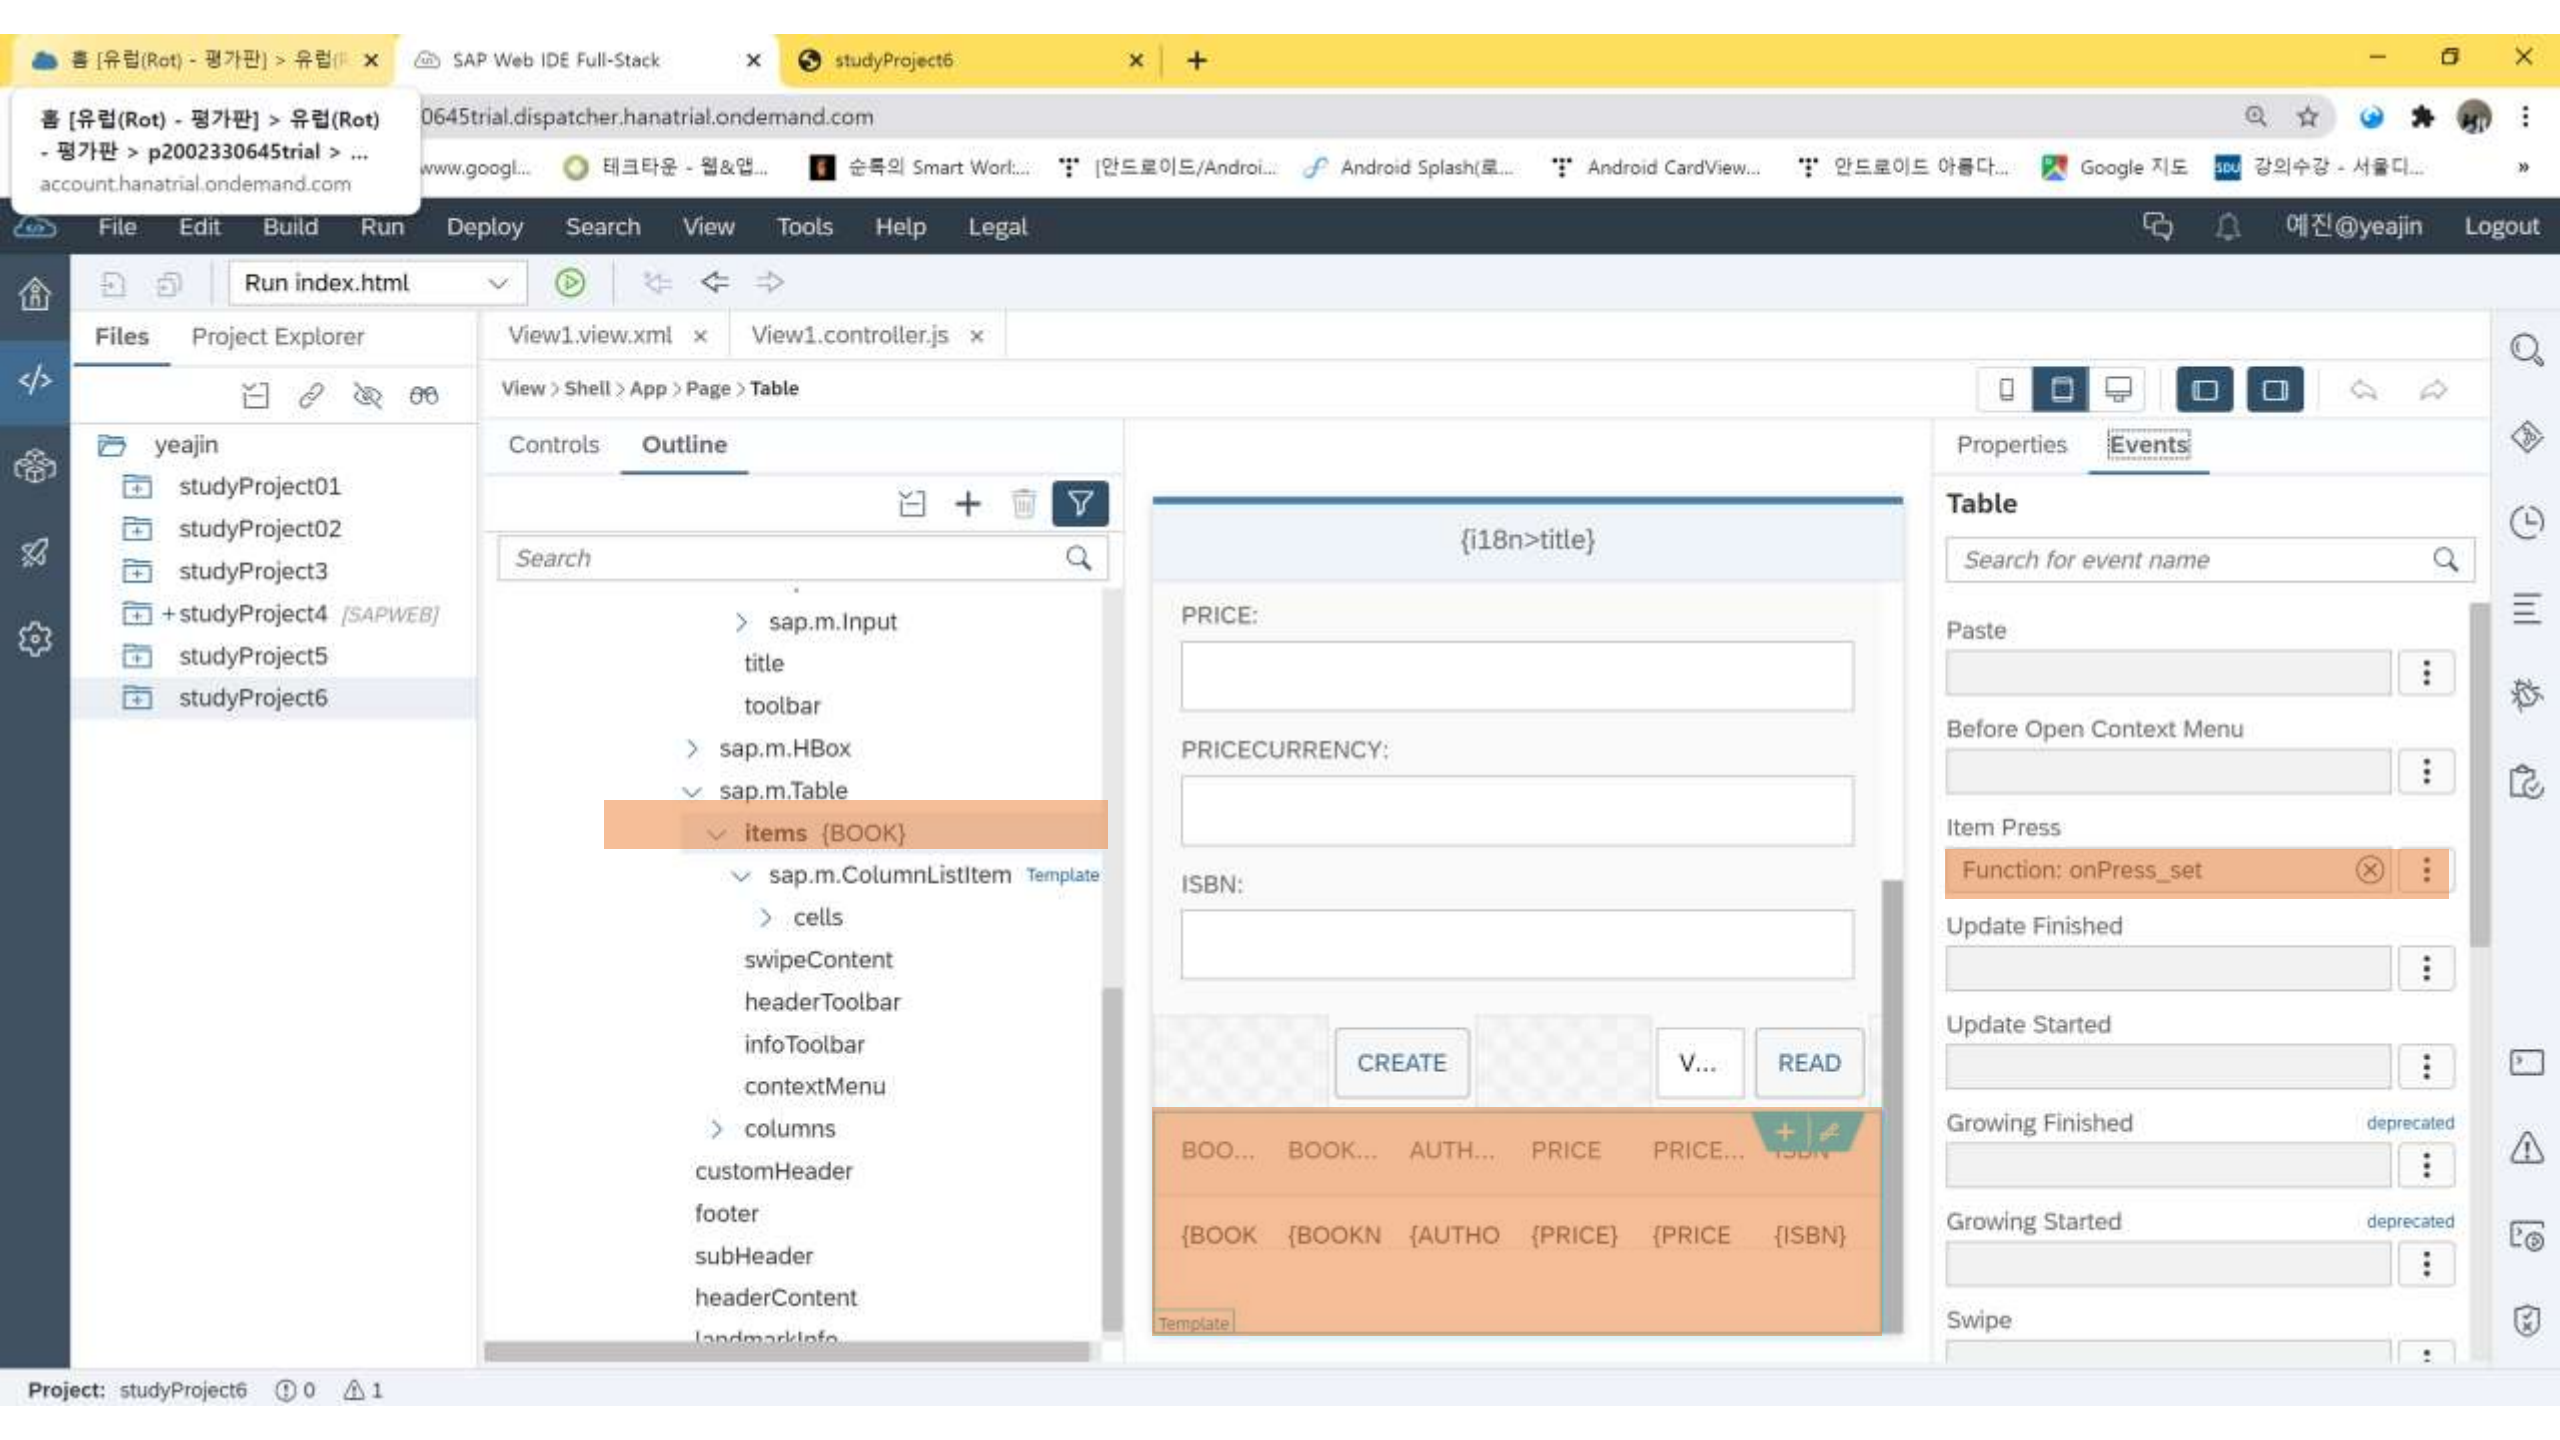 홈 [유럽(Rot) - 평가판] > 유럽(R
SAP Web IDE Full-Stack
studyProject6
홈 [유럽(Rot) - 평가판] > 유럽(Rot)
- 평가판 > p2002330645trial > ...
account.hanatrial.ondemand.com
0645trial.dispatcher.hanatrial.ondemand.com
www.googl...
테크타운 - 웹&앱...
순록의 Smart Worl:...
[안드로이드/Androi...
Android Splash(로...
Android CardView...
안드로이드 아름다...
Google 지도
SDU
강의수강 - 서울디...
»
File Edit Build Run Deploy Search View Tools Help Legal
예진@yeajin Logout
Run index.html
Files Project Explorer
yeajin
studyProject01
studyProject02
studyProject3
+ studyProject4 [SAPWEB]
studyProject5
studyProject6
View1.view.xml × View1.controller.js ×
View > Shell > App > Page > Table
Controls Outline
Search
sap.m.Input
title
toolbar
sap.m.HBox
sap.m.Table
items {BOOK}
sap.m.ColumnListItem Template
cells
swipeContent
headerToolbar
infoToolbar
contextMenu
columns
customHeader
footer
subHeader
headerContent
landmarkInfo
{i18n>title}
PRICE:
PRICECURRENCY:
ISBN:
CREATE V... READ
BOO... BOOK... AUTH... PRICE PRICE... ISBN
{BOOK {BOOKN {AUTHO {PRICE} {PRICE {ISBN}
Template
Properties Events
Table
Search for event name
Paste
Before Open Context Menu
Item Press
Function: onPress_set
Update Finished
Update Started
Growing Finished deprecated
Growing Started deprecated
Swipe
Project: studyProject6 0 1